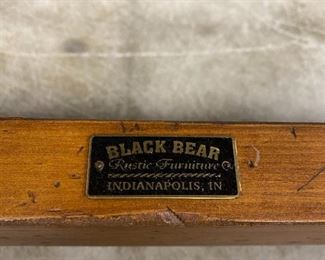 BLACK BEAR
Rustic Furniture
INDIANAPOLIS, IN